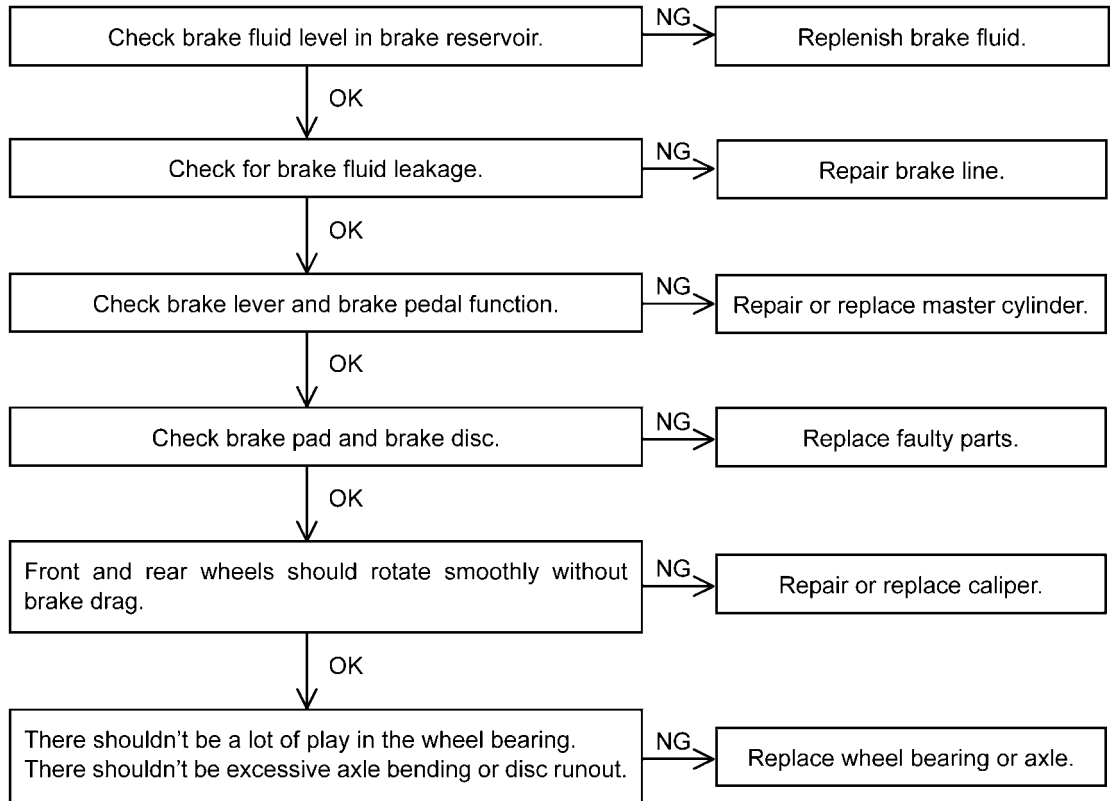 Check brake fluid level in brake reservoir.
NG
Replenish brake fluid.
OK
Check for brake fluid leakage.
NG
Repair brake line.
OK
Check brake lever and brake pedal function.
NG
Repair or replace master cylinder.
OK
Check brake pad and brake disc.
NG
Replace faulty parts.
OK
Front and rear wheels should rotate smoothly without
brake drag.
NG
Repair or replace caliper.
OK
There shouldn't be a lot of play in the wheel bearing.
There shouldn't be excessive axle bending or disc runout.
NG
Replace wheel bearing or axle.